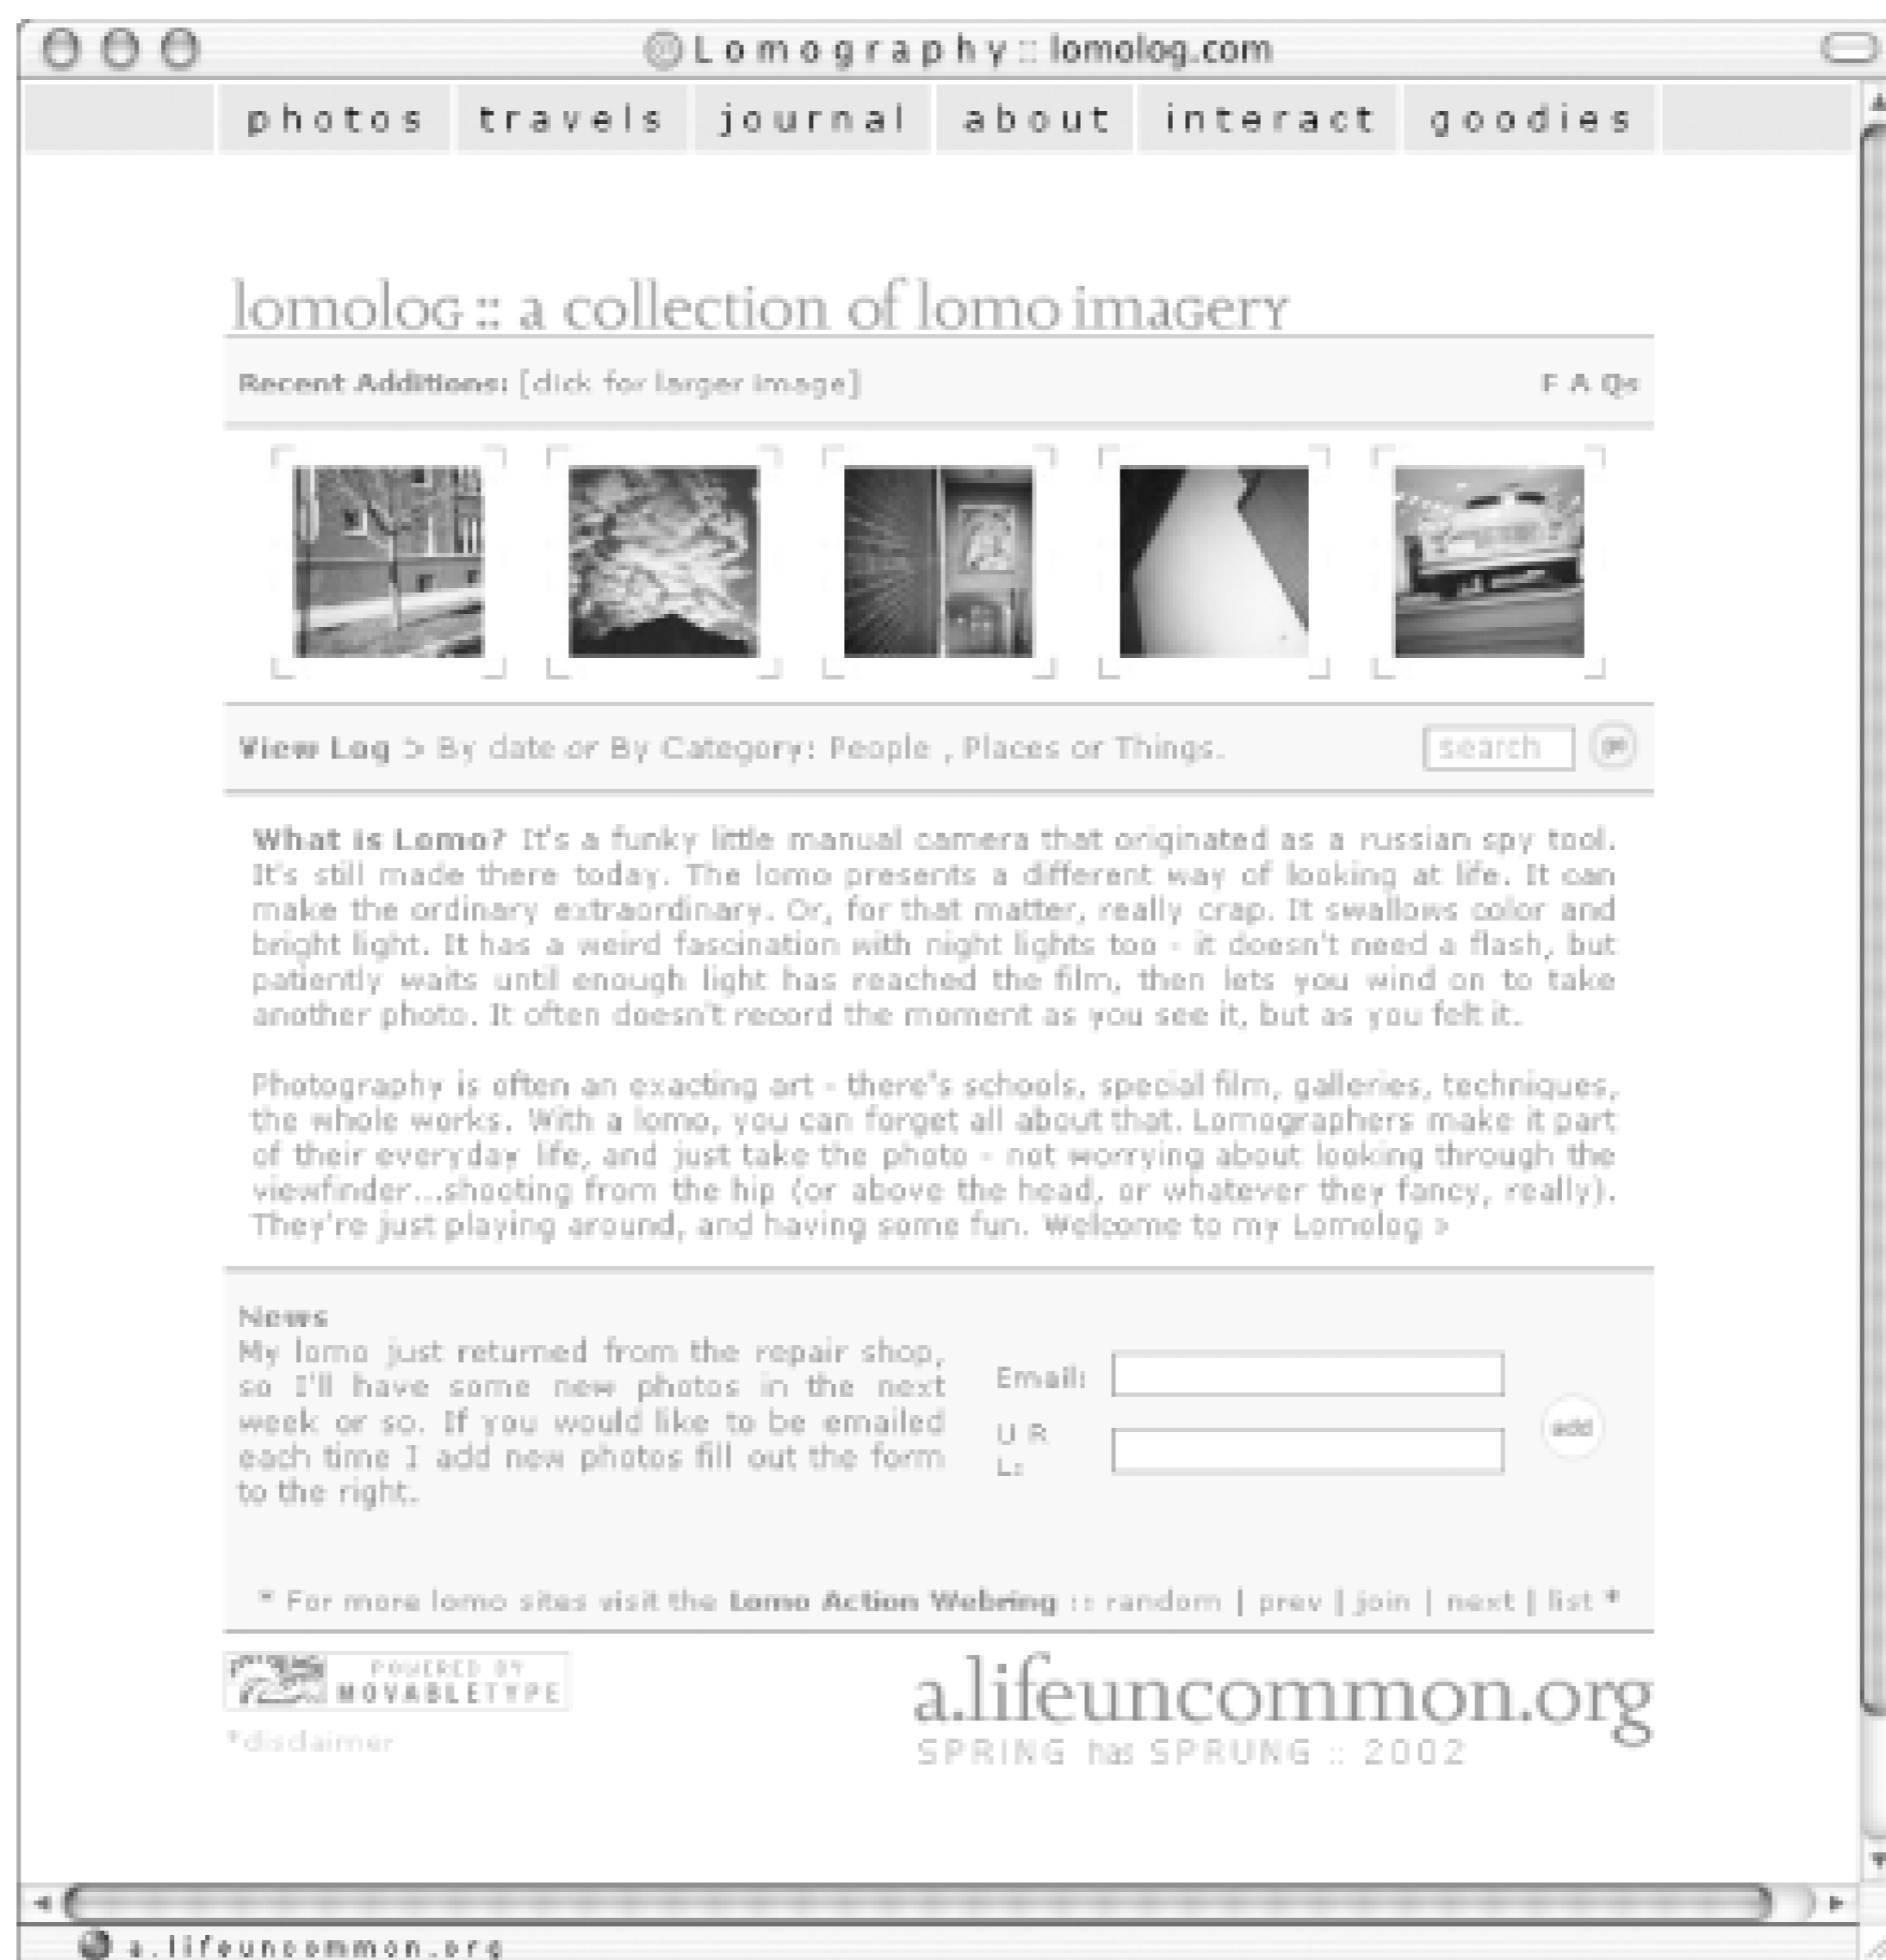 Lomography :: lomolog.com
photos travels journal about interact goodies
lomolog :: a collection of lomo imagery
Recent Additions: [click for larger image] F A Qs
View Log > By date or By Category: People , Places or Things. search go
What is Lomo? It's a funky little manual camera that originated as a russian spy tool.
It's still made there today. The lomo presents a different way of looking at life. It can
make the ordinary extraordinary. Or, for that matter, really crap. It swallows color and
bright light. It has a weird fascination with night lights too - it doesn't need a flash, but
patiently waits until enough light has reached the film, then lets you wind on to take
another photo. It often doesn't record the moment as you see it, but as you felt it.
Photography is often an exacting art - there's schools, special film, galleries, techniques,
the whole works. With a lomo, you can forget all about that. Lomographers make it part
of their everyday life, and just take the photo - not worrying about looking through the
viewfinder...shooting from the hip (or above the head, or whatever they fancy, really).
They're just playing around, and having some fun. Welcome to my Lomolog >
News
My lomo just returned from the repair shop,
so I'll have some new photos in the next
week or so. If you would like to be emailed
each time I add new photos fill out the form
to the right.
Email:
U R
L:
add
* For more lomo sites visit the Lomo Action Webring :: random | prev | join | next | list *
POWERED BY
MOVABLETYPE
*disclaimer
a.lifeuncommon.org
SPRING has SPRUNG :: 2002
a.lifeuncommon.org